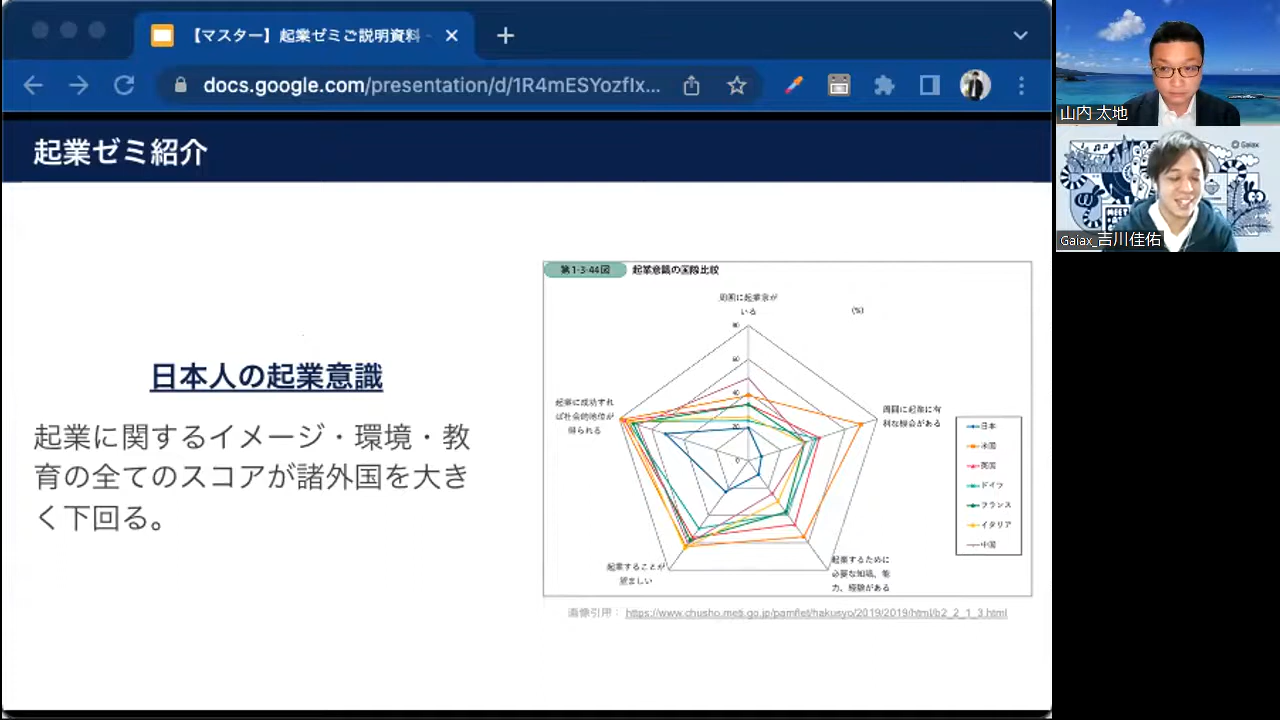 【マスター】起業ゼミご説明資料 -
docs.google.com/presentation/d/1R4mESYozfIx...
起業ゼミ紹介
日本人の起業意識
起業に関するイメージ・環境・教
育の全てのスコアが諸外国を大き
く下回る。
第1-3-44図 起業意識の国際比較
周囲に起業家が
いる
(%)
80
60
40
20
0
周囲に起業に有
利な機会がある
起業するために
必要な知識、能
力、経験がある
起業することが
望ましい
起業に成功すれ
ば社会的地位が
得られる
日本
米国
英国
ドイツ
フランス
イタリア
中国
画像引用： https://www.chusho.meti.go.jp/pamflet/hakusyo/2019/2019/html/b2_2_1_3.html
山内 太地
Gaiax
Gaiax_吉川佳佑